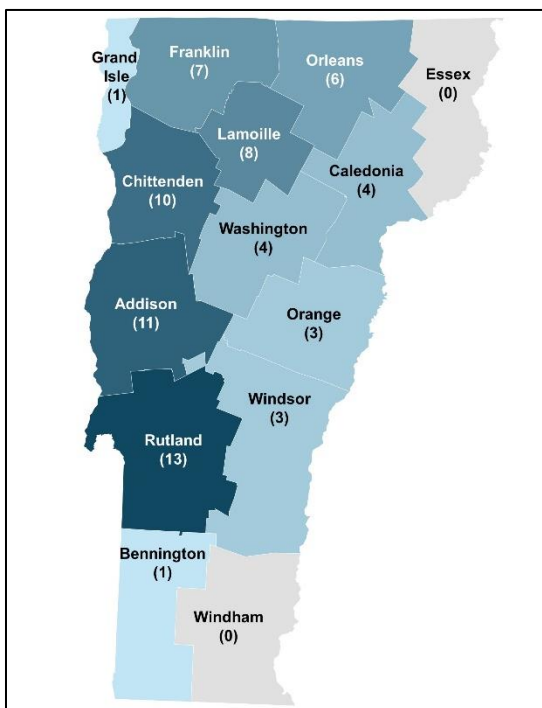 Grand
Isle
(1)
Franklin
(7)
Orleans
(6)
Essex
(0)
Lamoille
(8)
Chittenden
(10)
Caledonia
(4)
Washington
(4)
Addison
(11)
Orange
(3)
Windsor
(3)
Rutland
(13)
Bennington
(1)
Windham
(0)